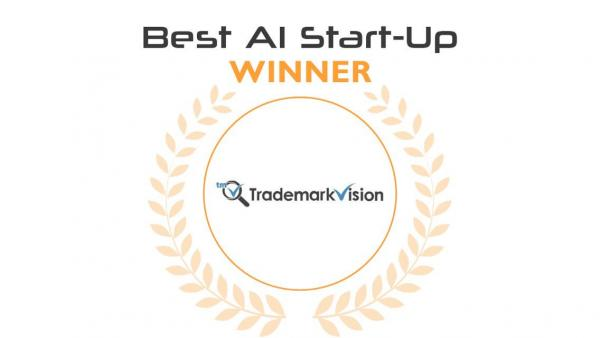 Best AI Start-Up
WINNER
tm TrademarkVision